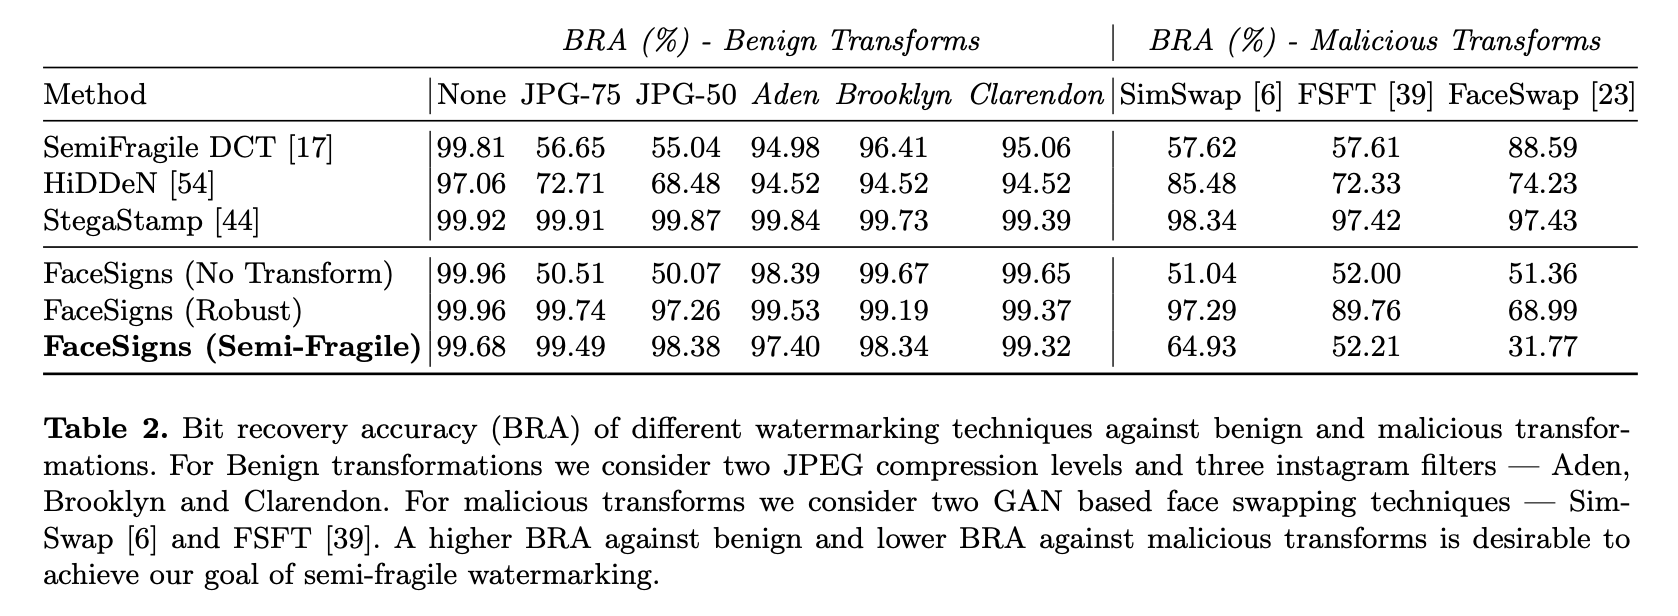 BRA (%) - Benign Transforms BRA (%) - Malicious Transforms
Method None JPG-75 JPG-50 Aden Brooklyn Clarendon SimSwap [6] FSFT [39] FaceSwap [23]
SemiFragile DCT [17] 99.81 56.65 55.04 94.98 96.41 95.06 57.62 57.61 88.59
HiDDeN [54] 97.06 72.71 68.48 94.52 94.52 94.52 85.48 72.33 74.23
StegaStamp [44] 99.92 99.91 99.87 99.84 99.73 99.39 98.34 97.42 97.43
FaceSigns (No Transform) 99.96 50.51 50.07 98.39 99.67 99.65 51.04 52.00 51.36
FaceSigns (Robust) 99.96 99.74 97.26 99.53 99.19 99.37 97.29 89.76 68.99
FaceSigns (Semi-Fragile) 99.68 99.49 98.38 97.40 98.34 99.32 64.93 52.21 31.77
Table 2. Bit recovery accuracy (BRA) of different watermarking techniques against benign and malicious transfor-
mations. For Benign transformations we consider two JPEG compression levels and three instagram filters — Aden,
Brooklyn and Clarendon. For malicious transforms we consider two GAN based face swapping techniques — Sim-
Swap [6] and FSFT [39]. A higher BRA against benign and lower BRA against malicious transforms is desirable to
achieve our goal of semi-fragile watermarking.